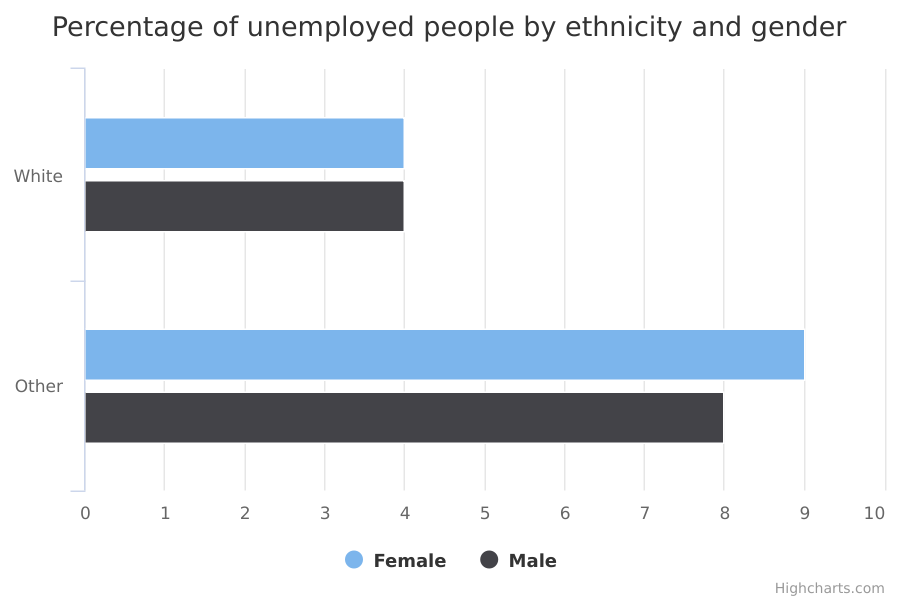 Percentage of unemployed people by ethnicity and gender
White
Other
0 1 2 3 4 5 6 7 8 9 10
Female Male
Highcharts.com